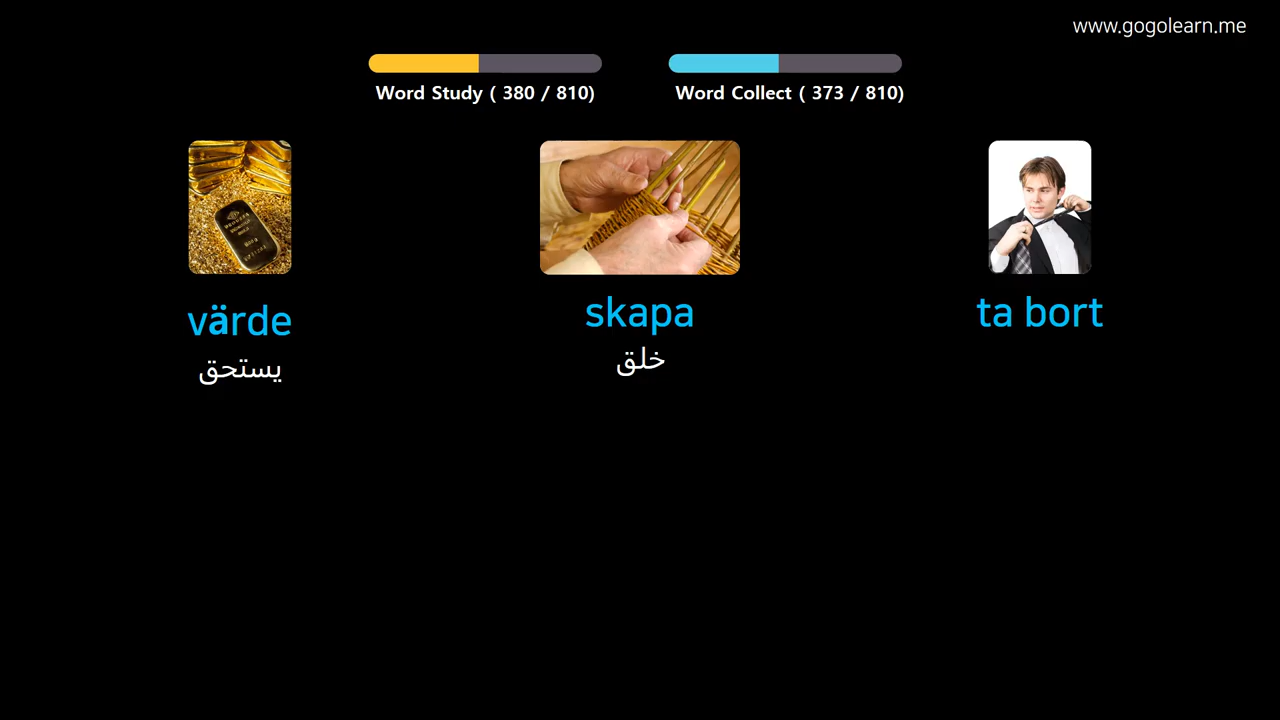 www.gogolearn.me
Word Study ( 380 / 810)
Word Collect ( 373 / 810)
värde
يستحق
skapa
خلق
ta bort